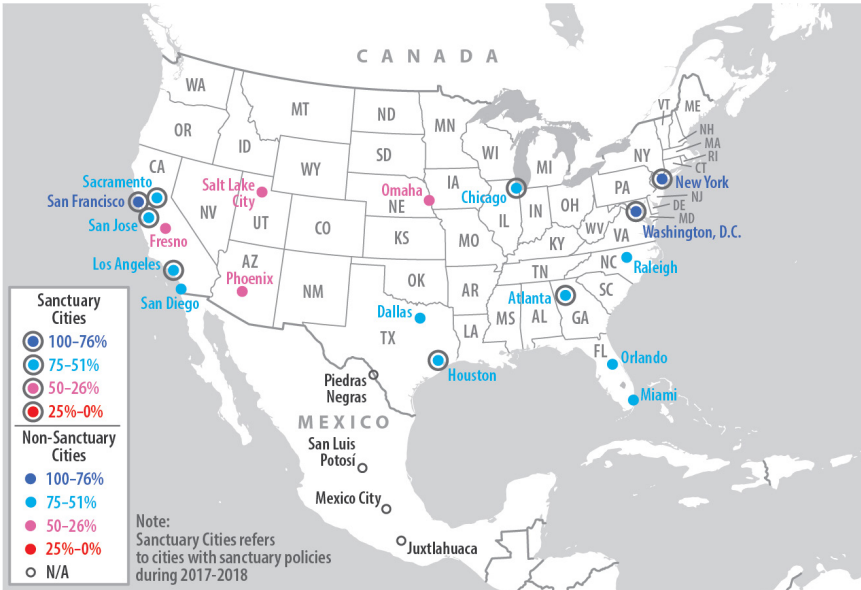 CANADA
WA
MT
ND
MN
VT
ME
OR
ID
SD
WI
MI
NY
NH
MA
RI
CT
WY
CA
Sacramento
San Francisco
San Jose
Fresno
NV
Salt Lake
City
UT
Omaha
NE
IA
Chicago
IL
IN
OH
PA
New York
NJ
DE
MD
Washington, D.C.
WV
VA
CO
KS
MO
KY
Los Angeles
San Diego
AZ
Phoenix
NM
OK
AR
TN
NC
Raleigh
SC
Atlanta
GA
Dallas
TX
LA
MS
AL
Houston
FL
Orlando
Miami
Piedras
Negras
MEXICO
San Luis
Potosí
Mexico City
Juxtlahuaca
Sanctuary
Cities
100–76%
75–51%
50–26%
25%–0%
Non-Sanctuary
Cities
100–76%
75–51%
50–26%
25%–0%
N/A
Note:
Sanctuary Cities refers
to cities with sanctuary policies
during 2017-2018